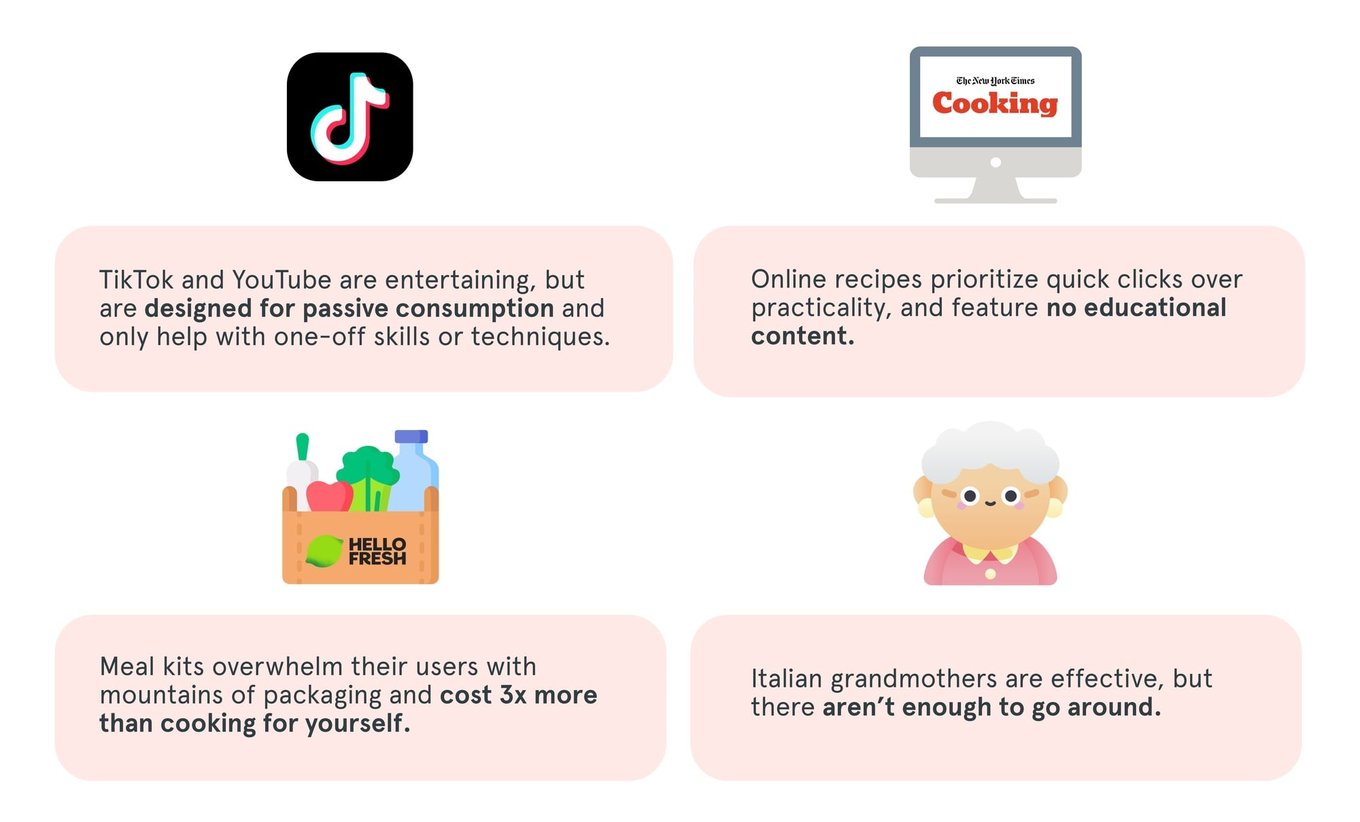 The New York Times
Cooking
TikTok and YouTube are entertaining, but
are designed for passive consumption and
only help with one-off skills or techniques.
Online recipes prioritize quick clicks over
practicality, and feature no educational
content.
HELLO
FRESH
Meal kits overwhelm their users with
mountains of packaging and cost 3x more
than cooking for yourself.
Italian grandmothers are effective, but
there aren’t enough to go around.